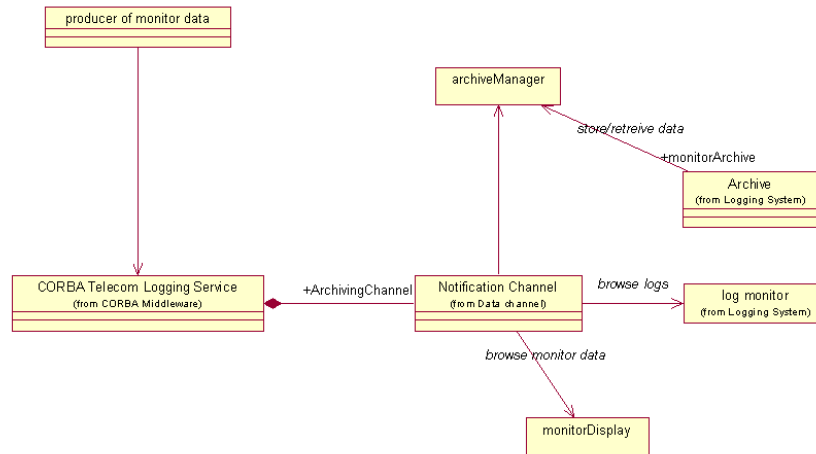 producer of monitor data
archiveManager
store/retreive data
+monitorArchive
Archive
(from Logging System)
CORBA Telecom Logging Service
(from CORBA Middleware)
+ArchivingChannel
Notification Channel
(from Data channel)
browse logs
log monitor
(from Logging System)
browse monitor data
monitorDisplay